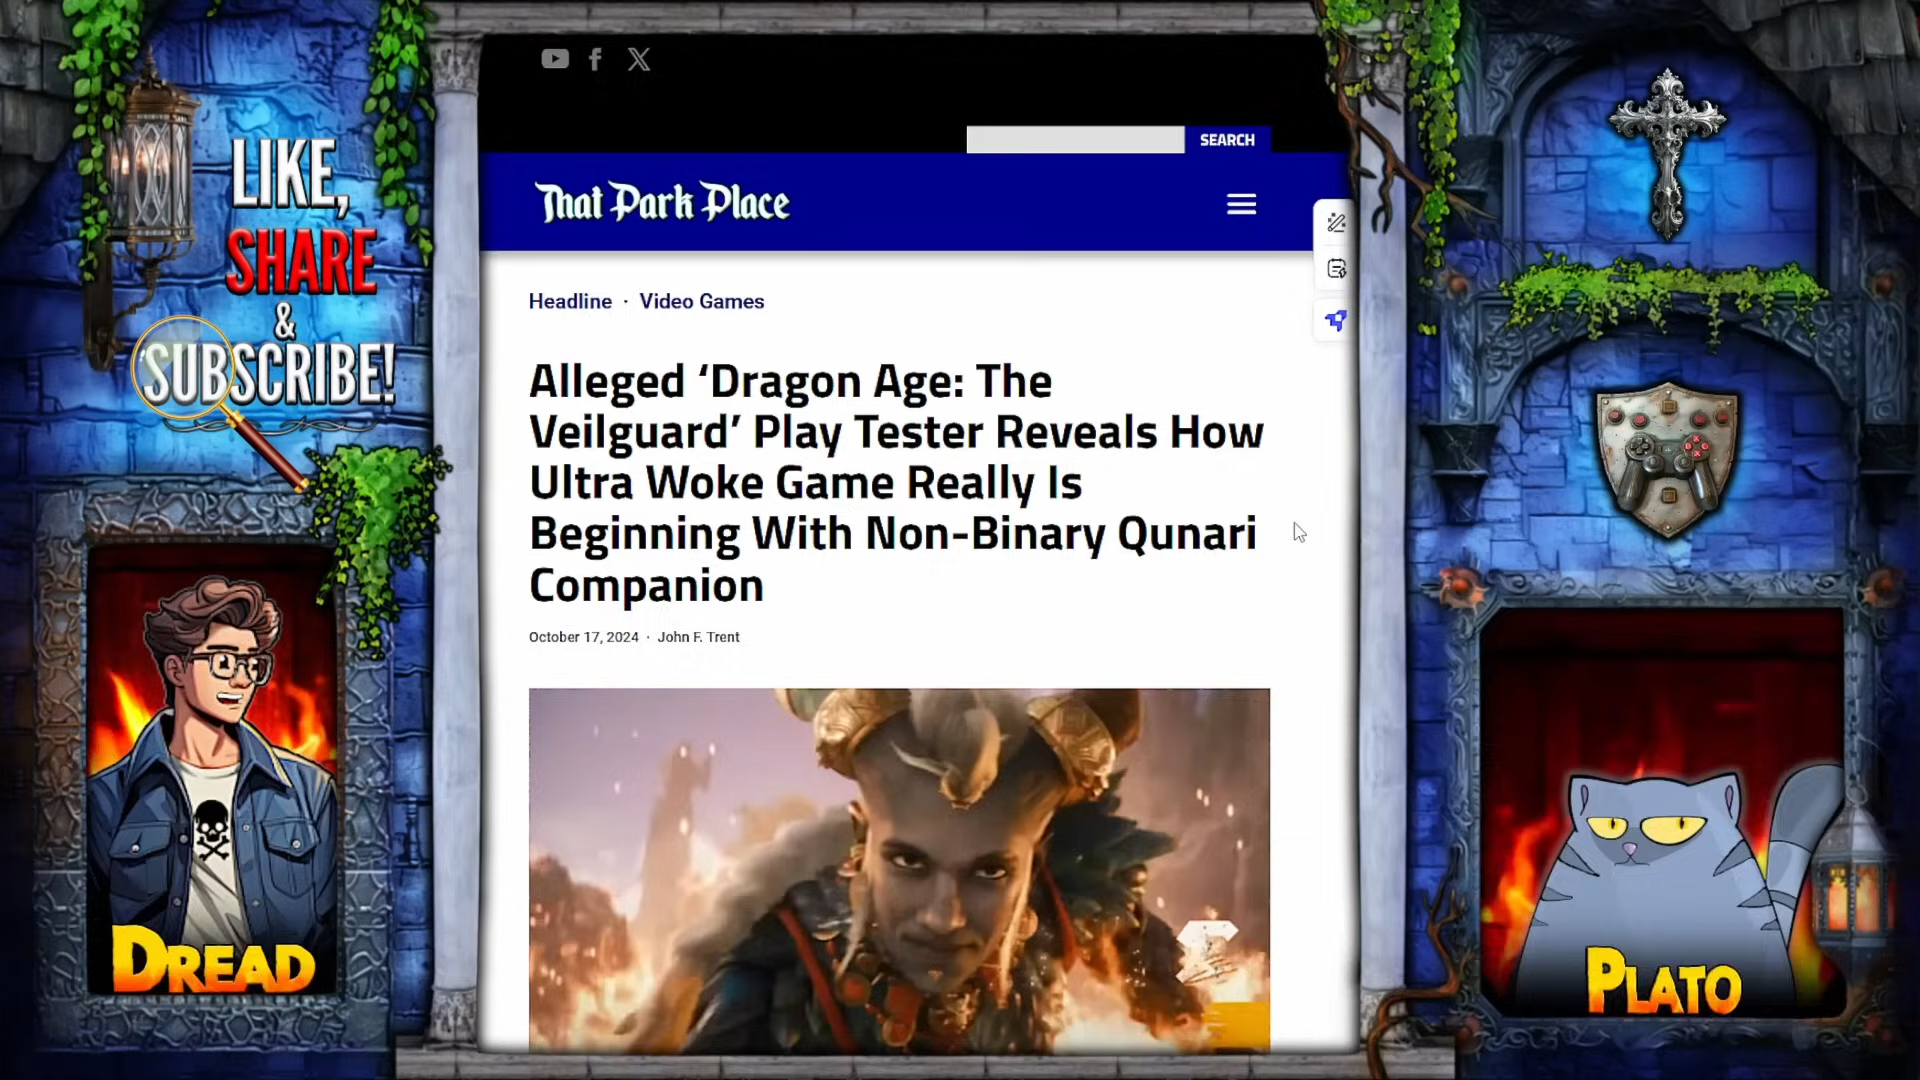 LIKE,
SHARE
&
SUBSCRIBE!
DREAD
SEARCH
That Park Place
Headline · Video Games
Alleged ‘Dragon Age: The
Veilguard’ Play Tester Reveals How
Ultra Woke Game Really Is
Beginning With Non-Binary Qunari
Companion
October 17, 2024 · John F. Trent
PLATO